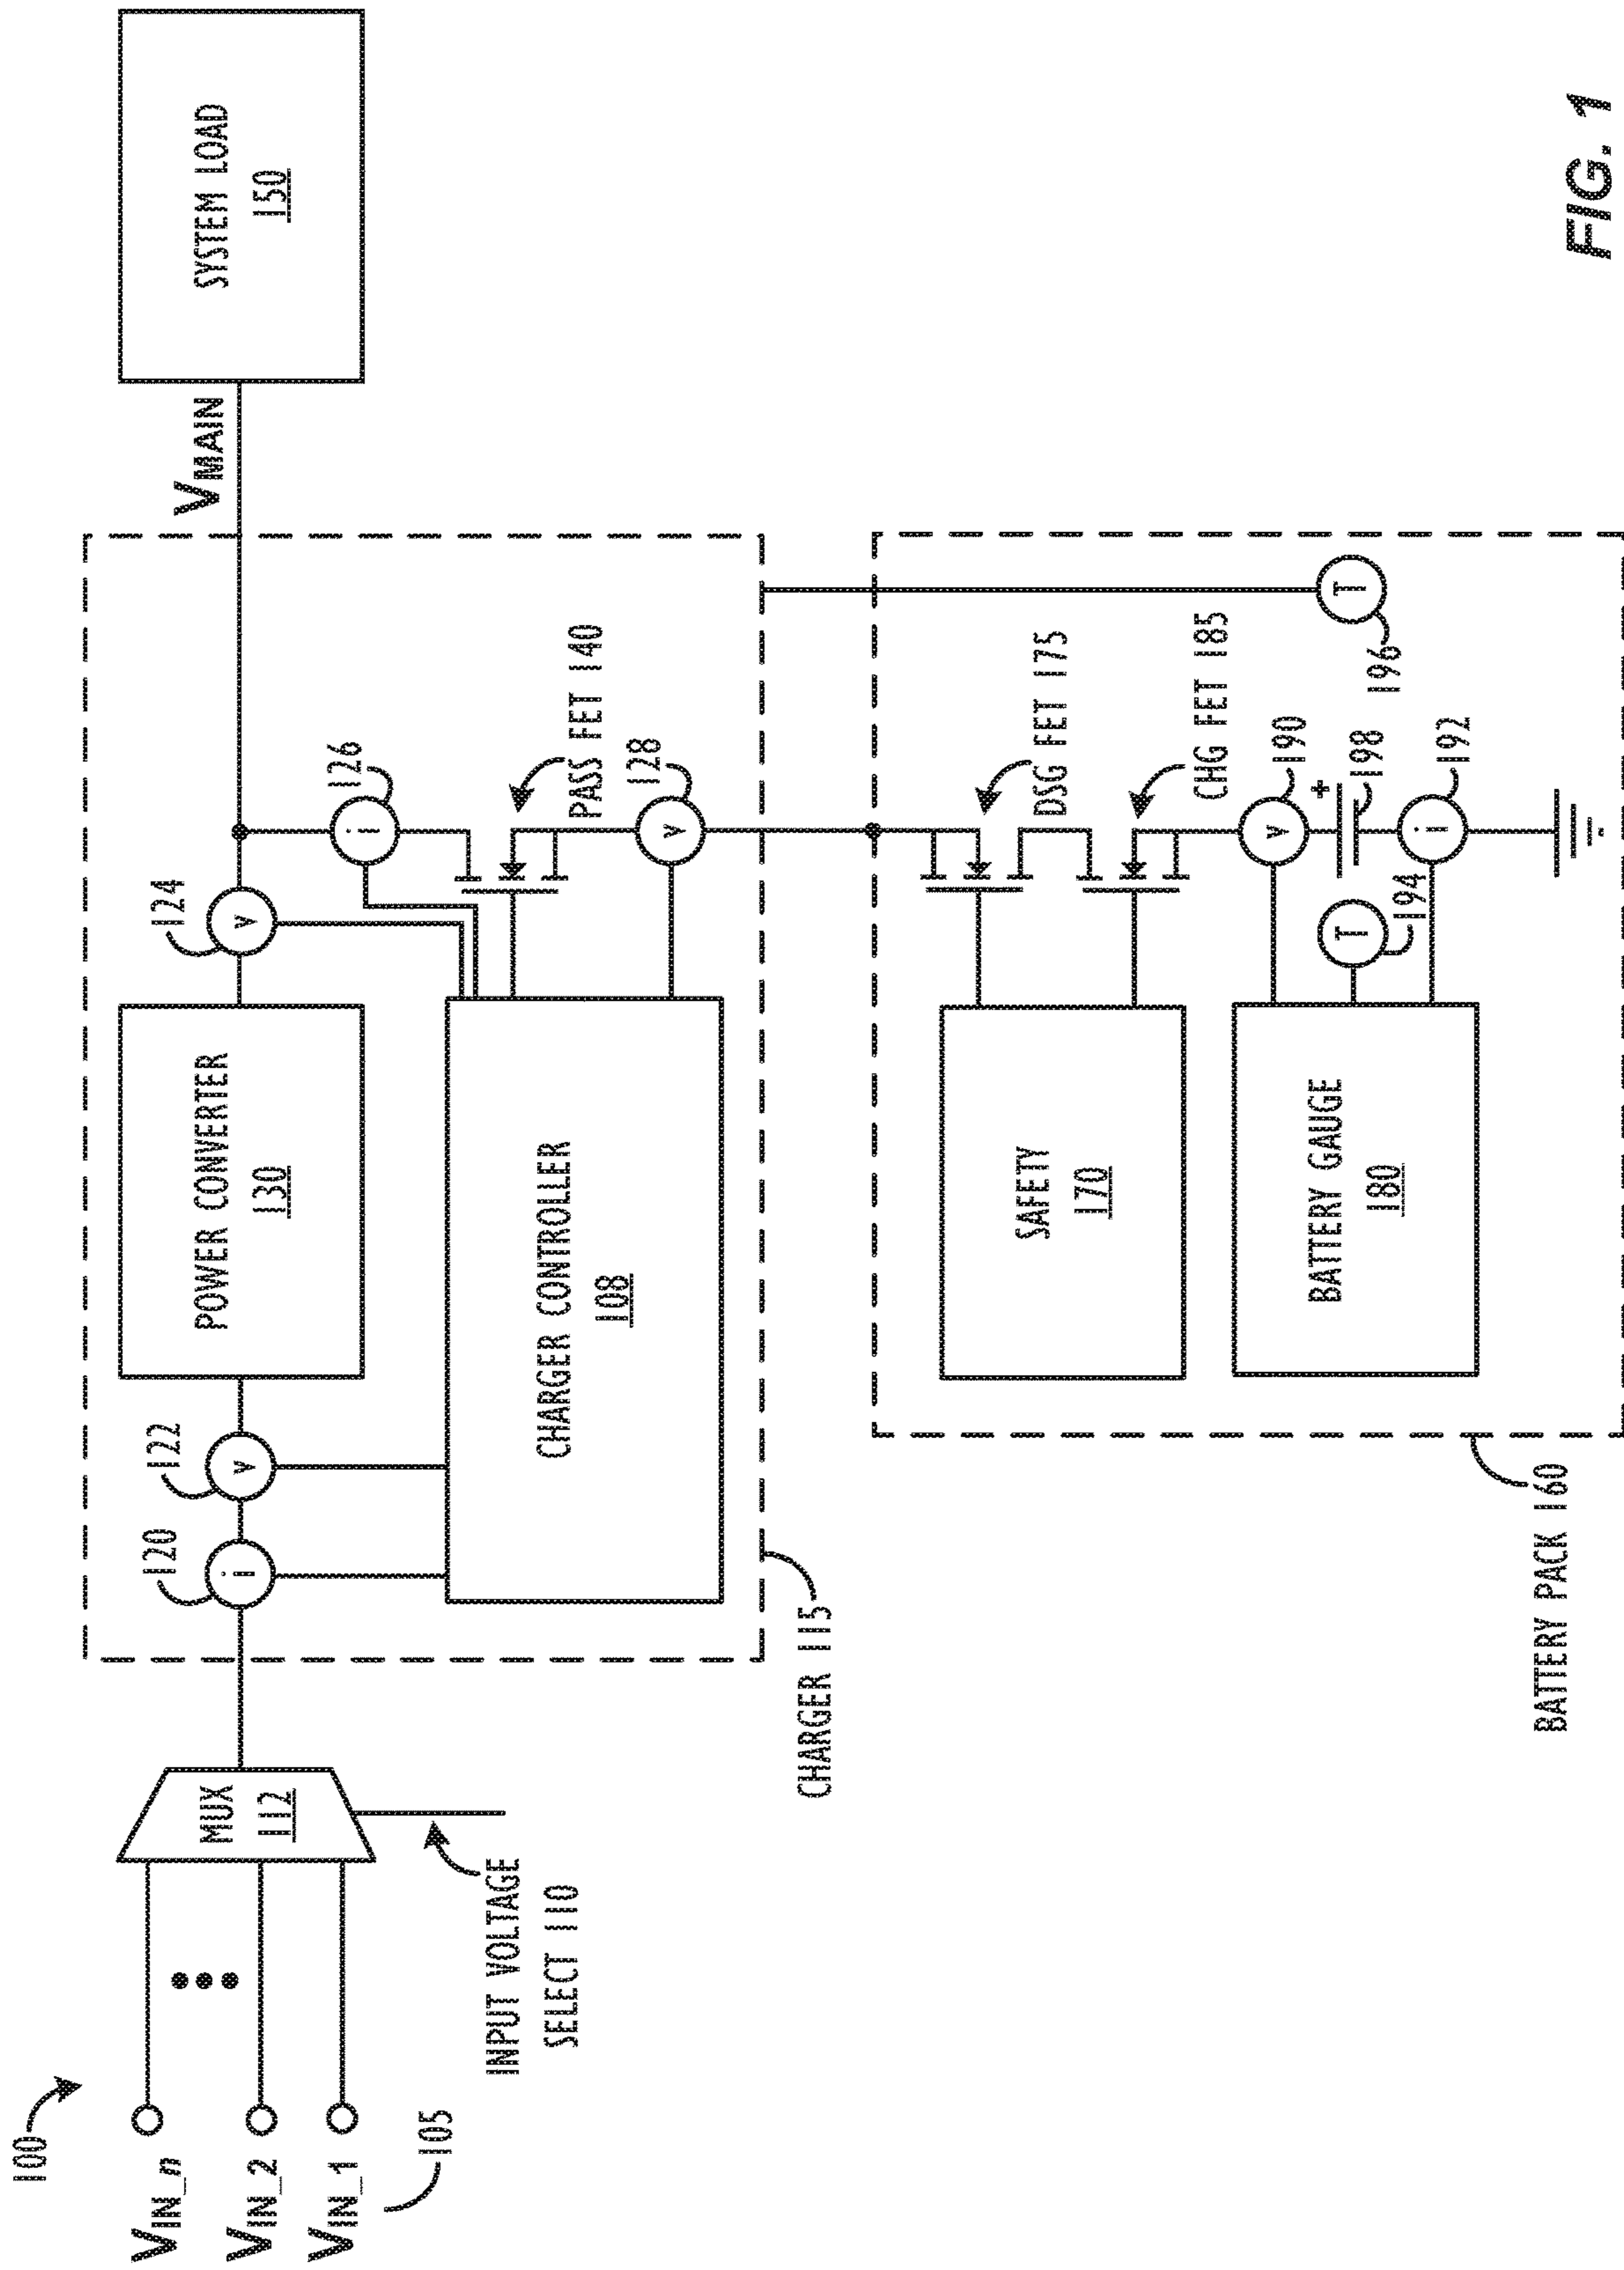 100
VIN_n
VIN_2
VIN_1
105
MUX
112
INPUT VOLTAGE
SELECT 110
120
i
122
v
POWER CONVERTER
130
124
v
VMAIN
SYSTEM LOAD
150
126
i
CHARGER CONTROLLER
108
PASS FET 140
128
v
CHARGER 115
SAFETY
170
DSG FET 175
CHG FET 185
BATTERY GAUGE
180
190
v
+
198
T
194
i
192
T
196
BATTERY PACK 160
FIG. 1